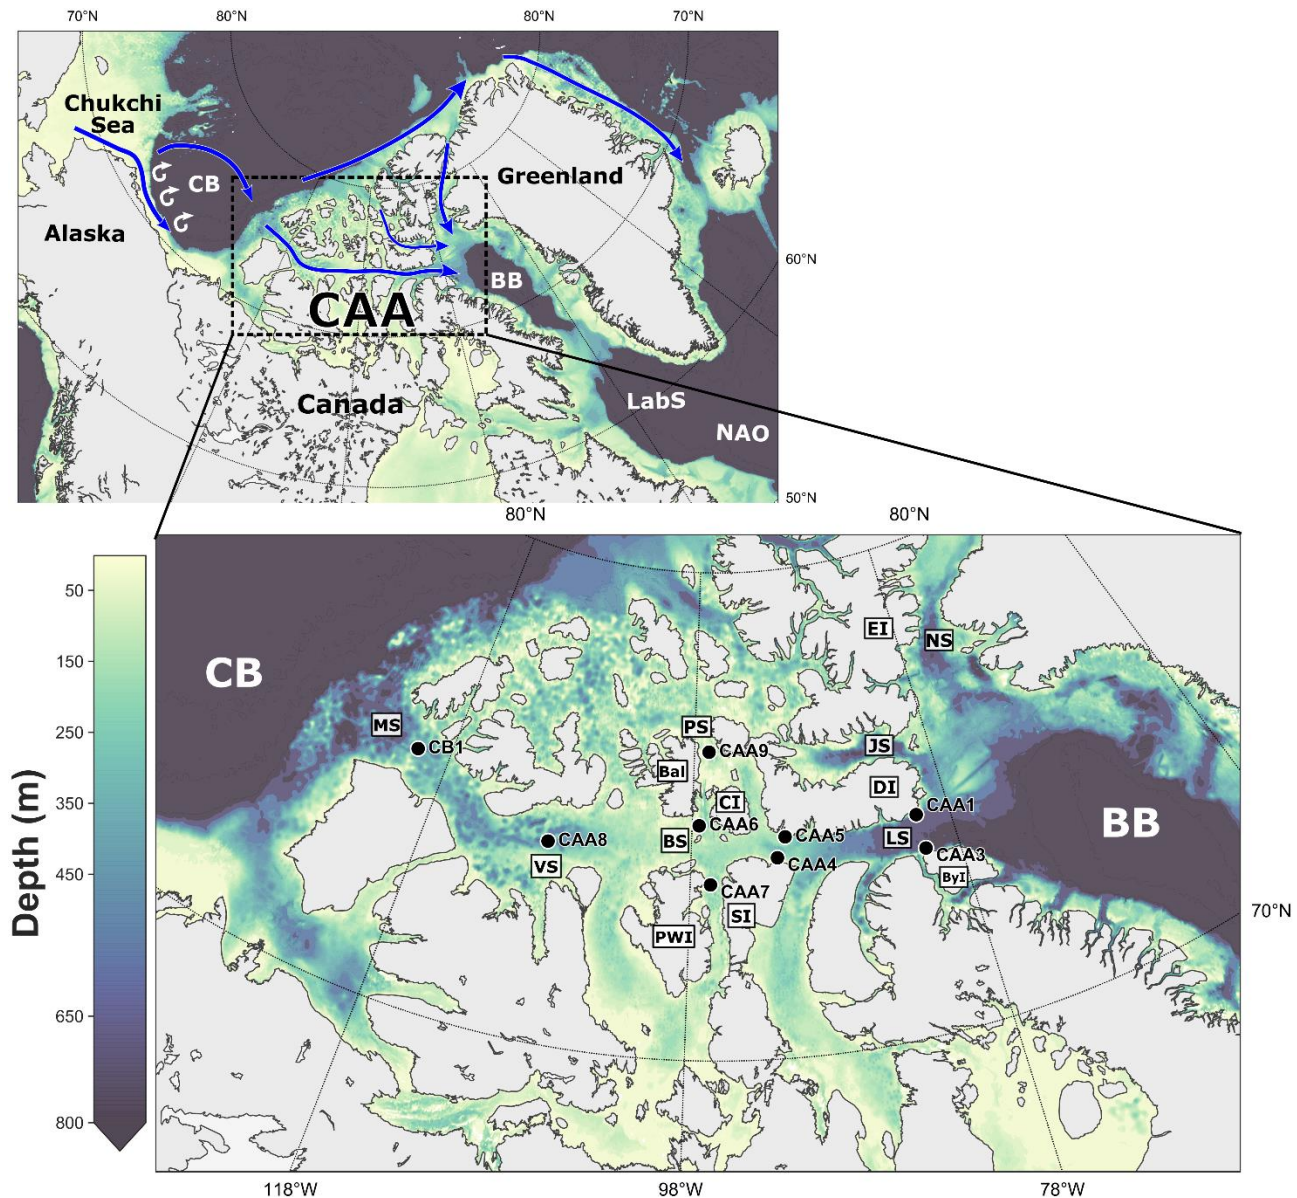 70°N
80°N
80°N
70°N
Chukchi
Sea
CB
Greenland
Alaska
60°N
BB
CAA
Canada
LabS
NAO
50°N
80°N
80°N
Depth (m)
50
150
250
350
450
650
800
EI
NS
CB
MS
CB1
PS
CAA9
JS
BaI
CI
DI
CAA1
BB
CAA6
CAA5
LS
BS
CAA8
CAA4
CAA3
VS
ByI
CAA7
SI
70°N
PWI
118°W
98°W
78°W